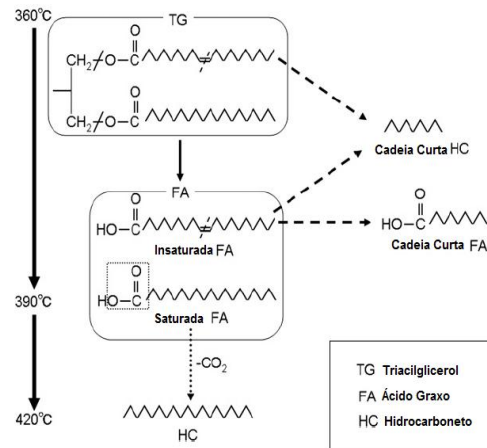 360°C
TG
O
CH₂ O C
O
CH₂ O C
FA
O
HO C
Insaturada FA
O
HO C
Saturada FA
390°C
-CO₂
420°C
HC
Cadeia Curta HC
O
HO C
Cadeia Curta FA
TG Triacilglicerol
FA Ácido Graxo
HC Hidrocarboneto